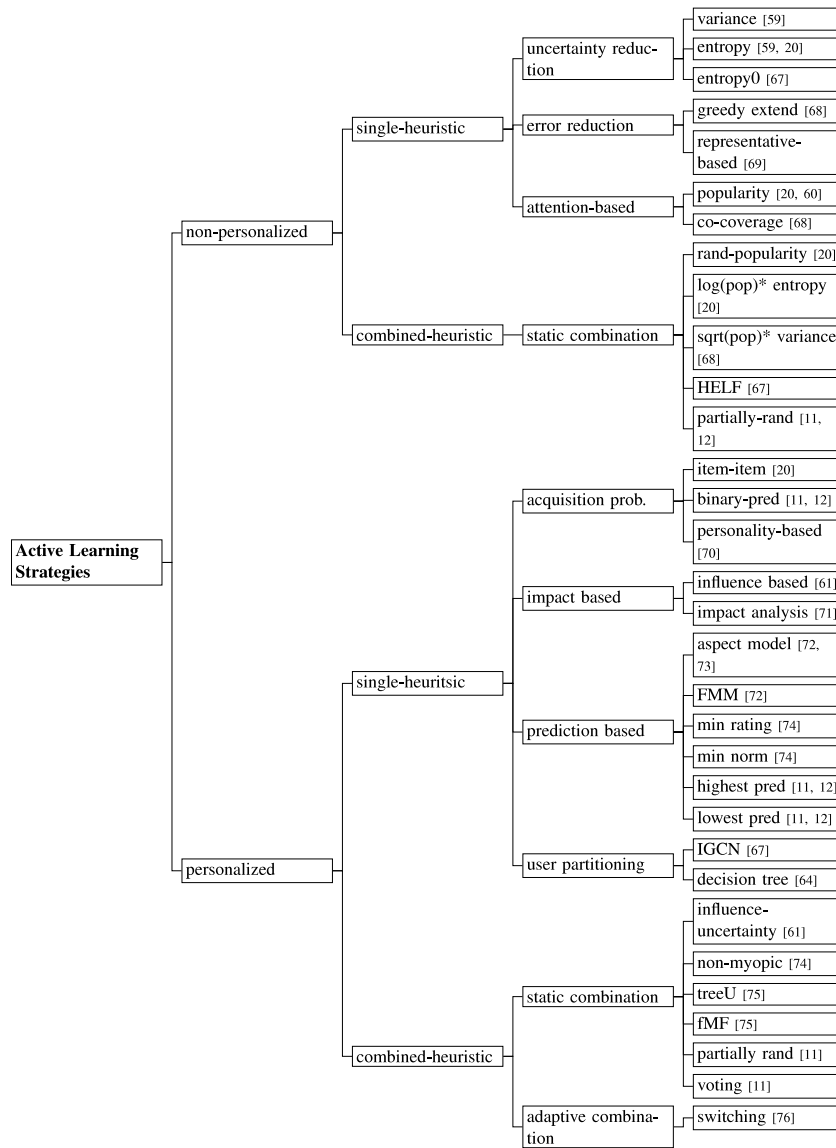 variance [59]
uncertainty reduc-
tion
entropy [59, 20]
entropy0 [67]
single-heuristic
error reduction
greedy extend [68]
representative-
based [69]
attention-based
popularity [20, 60]
co-coverage [68]
non-personalized
rand-popularity [20]
log(pop)* entropy
[20]
combined-heuristic
static combination
sqrt(pop)* variance
[68]
HELF [67]
partially-rand [11,
12]
item-item [20]
acquisition prob.
binary-pred [11, 12]
personality-based
[70]
Active Learning
Strategies
influence based [61]
impact based
impact analysis [71]
aspect model [72,
73]
single-heuritsic
FMM [72]
prediction based
min rating [74]
min norm [74]
highest pred [11, 12]
lowest pred [11, 12]
personalized
user partitioning
IGCN [67]
decision tree [64]
influence-
uncertainty [61]
non-myopic [74]
static combination
treeU [75]
fMF [75]
combined-heuristic
partially rand [11]
voting [11]
adaptive combina-
tion
switching [76]